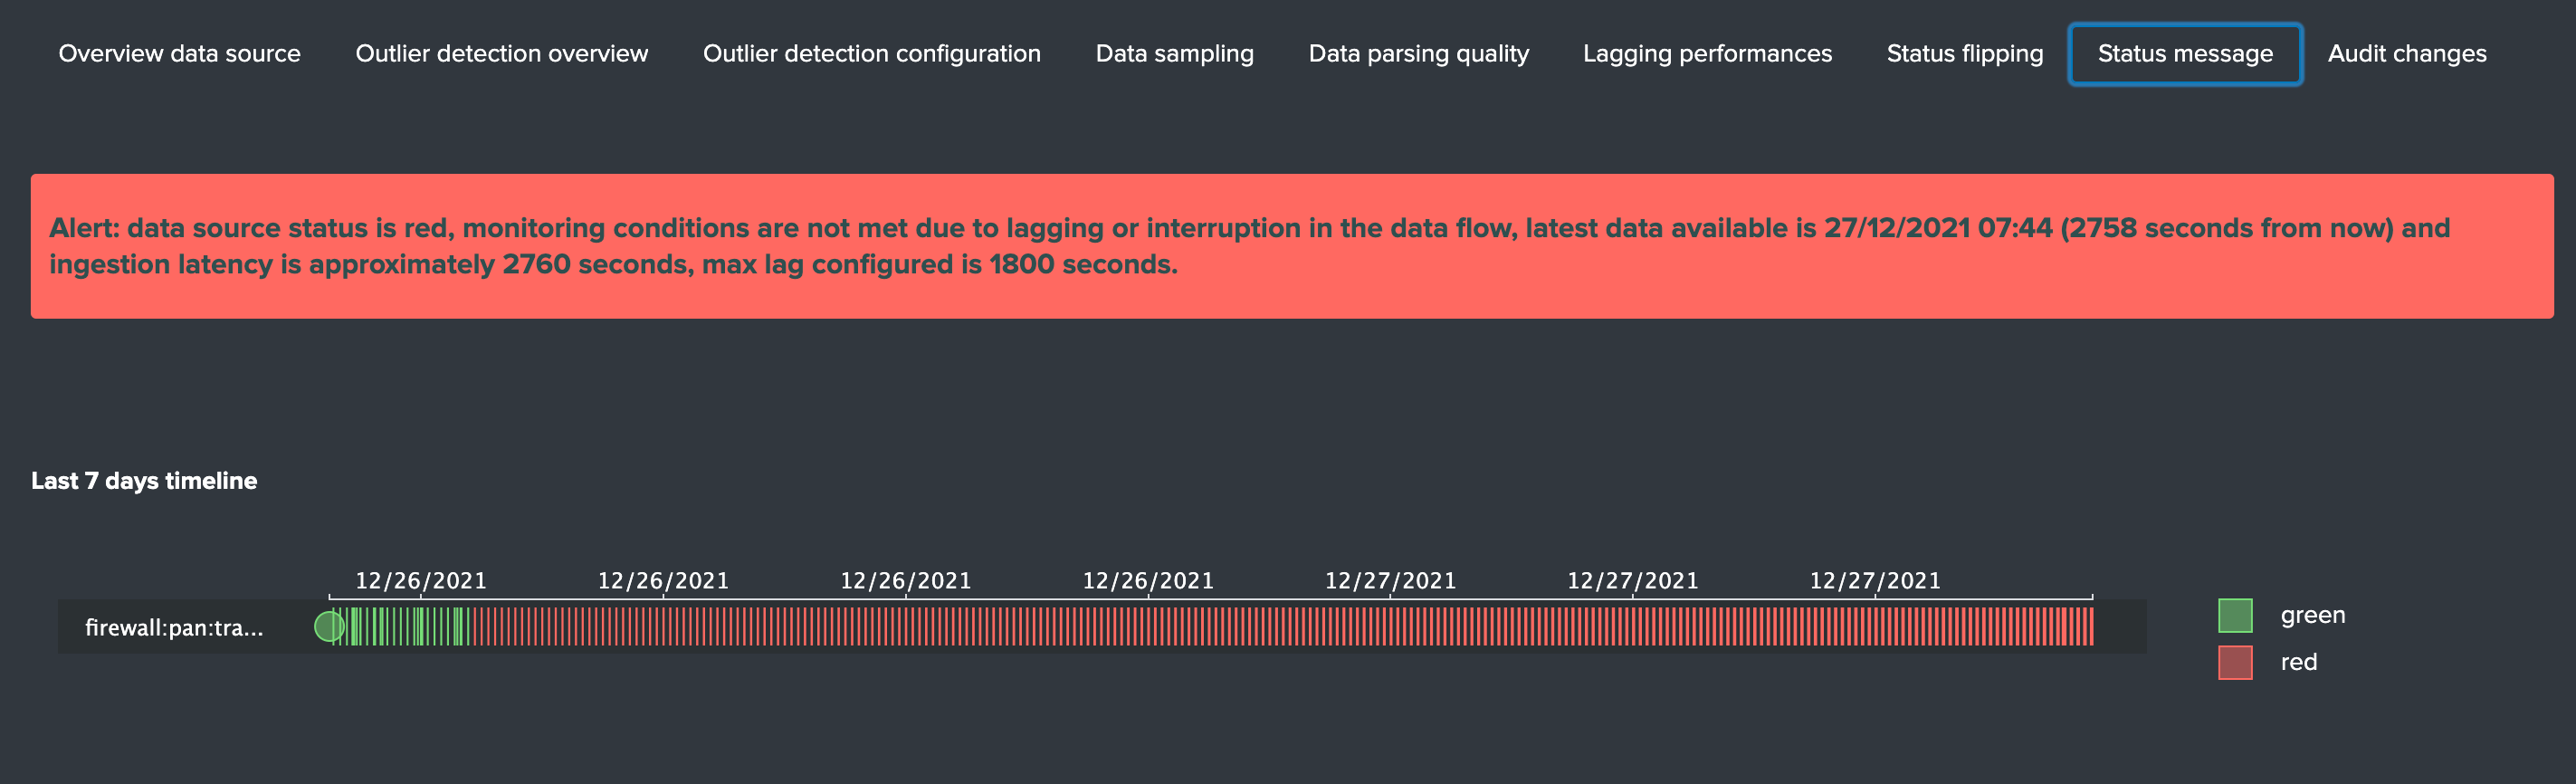 Overview data source Outlier detection overview Outlier detection configuration Data sampling Data parsing quality Lagging performances Status flipping Status message Audit changes
Alert: data source status is red, monitoring conditions are not met due to lagging or interruption in the data flow, latest data available is 27/12/2021 07:44 (2758 seconds from now) and
ingestion latency is approximately 2760 seconds, max lag configured is 1800 seconds.
Last 7 days timeline
12/26/2021 12/26/2021 12/26/2021 12/26/2021 12/27/2021 12/27/2021 12/27/2021
firewall:pan:tra...
green
red